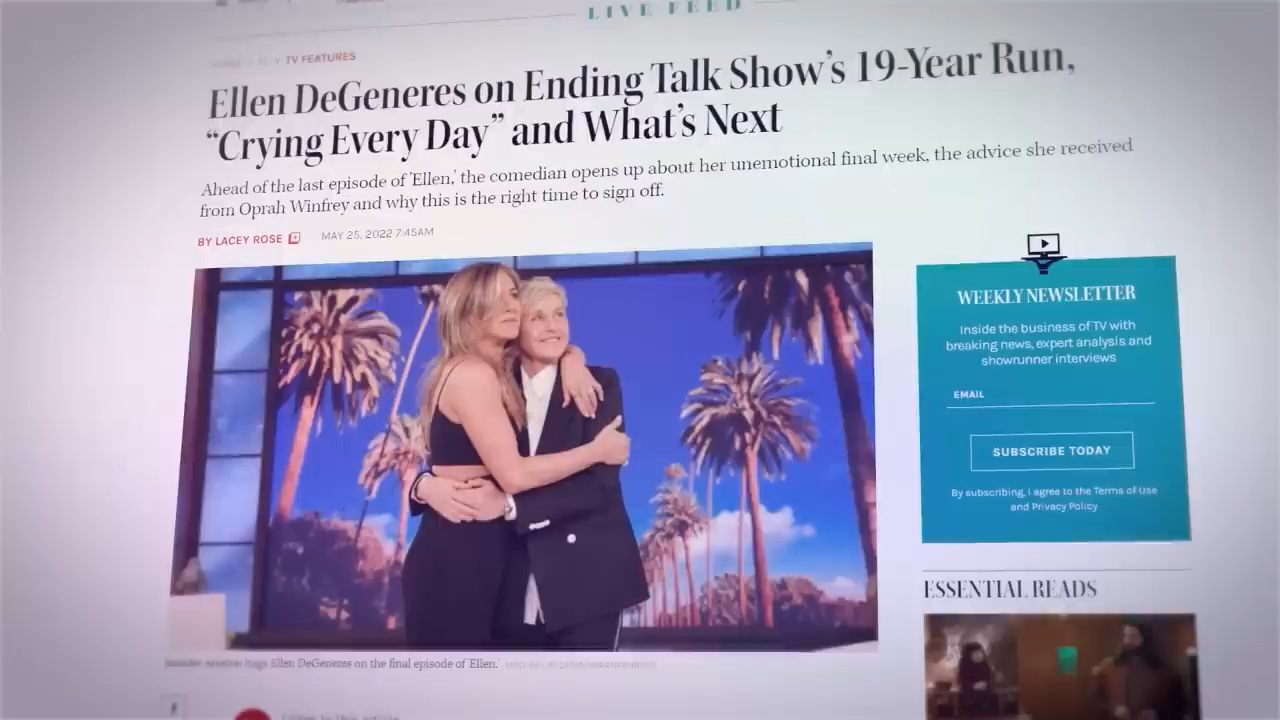 LIVE FEED
TV FEATURES
Ellen DeGeneres on Ending Talk Show’s 19-Year Run,
“Crying Every Day” and What’s Next
Ahead of the last episode of 'Ellen,' the comedian opens up about her unemotional final week, the advice she received
from Oprah Winfrey and why this is the right time to sign off.
BY LACEY ROSE
MAY 25, 2022 7:45AM
WEEKLY NEWSLETTER
Inside the business of TV with
breaking news, expert analysis and
showrunner interviews
EMAIL
SUBSCRIBE TODAY
By subscribing, I agree to the Terms of Use
and Privacy Policy
ESSENTIAL READS
hugs Ellen DeGeneres on the final episode of 'Ellen.'
Listen to this article